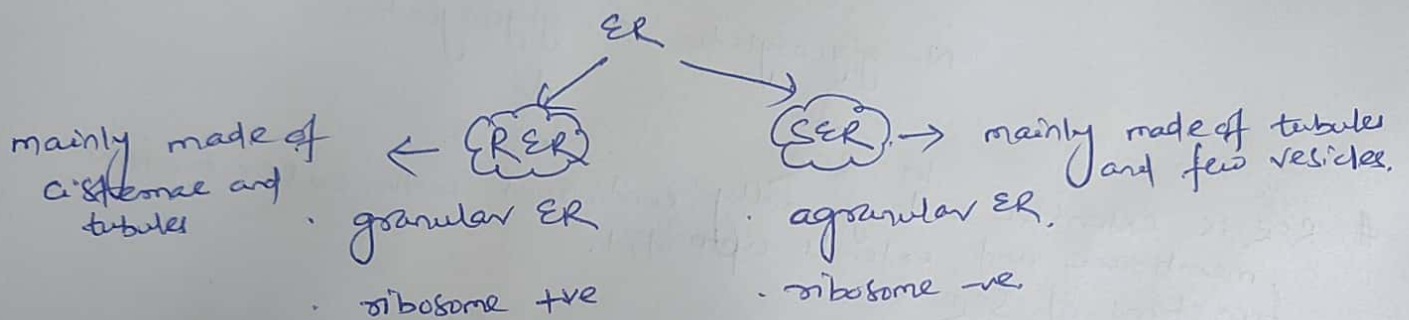 ER
mainly made of ← RER SER → mainly made of tubules
cisternae and and few vesicles.
tubules . granular ER . agranular ER.
. ribosome +ve . ribosome -ve.